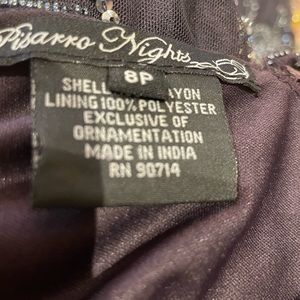 Pisarro Nights
8P
SHELL
LINING 100% POLYESTER
EXCLUSIVE OF
ORNAMENTATION
MADE IN INDIA
RN 90714